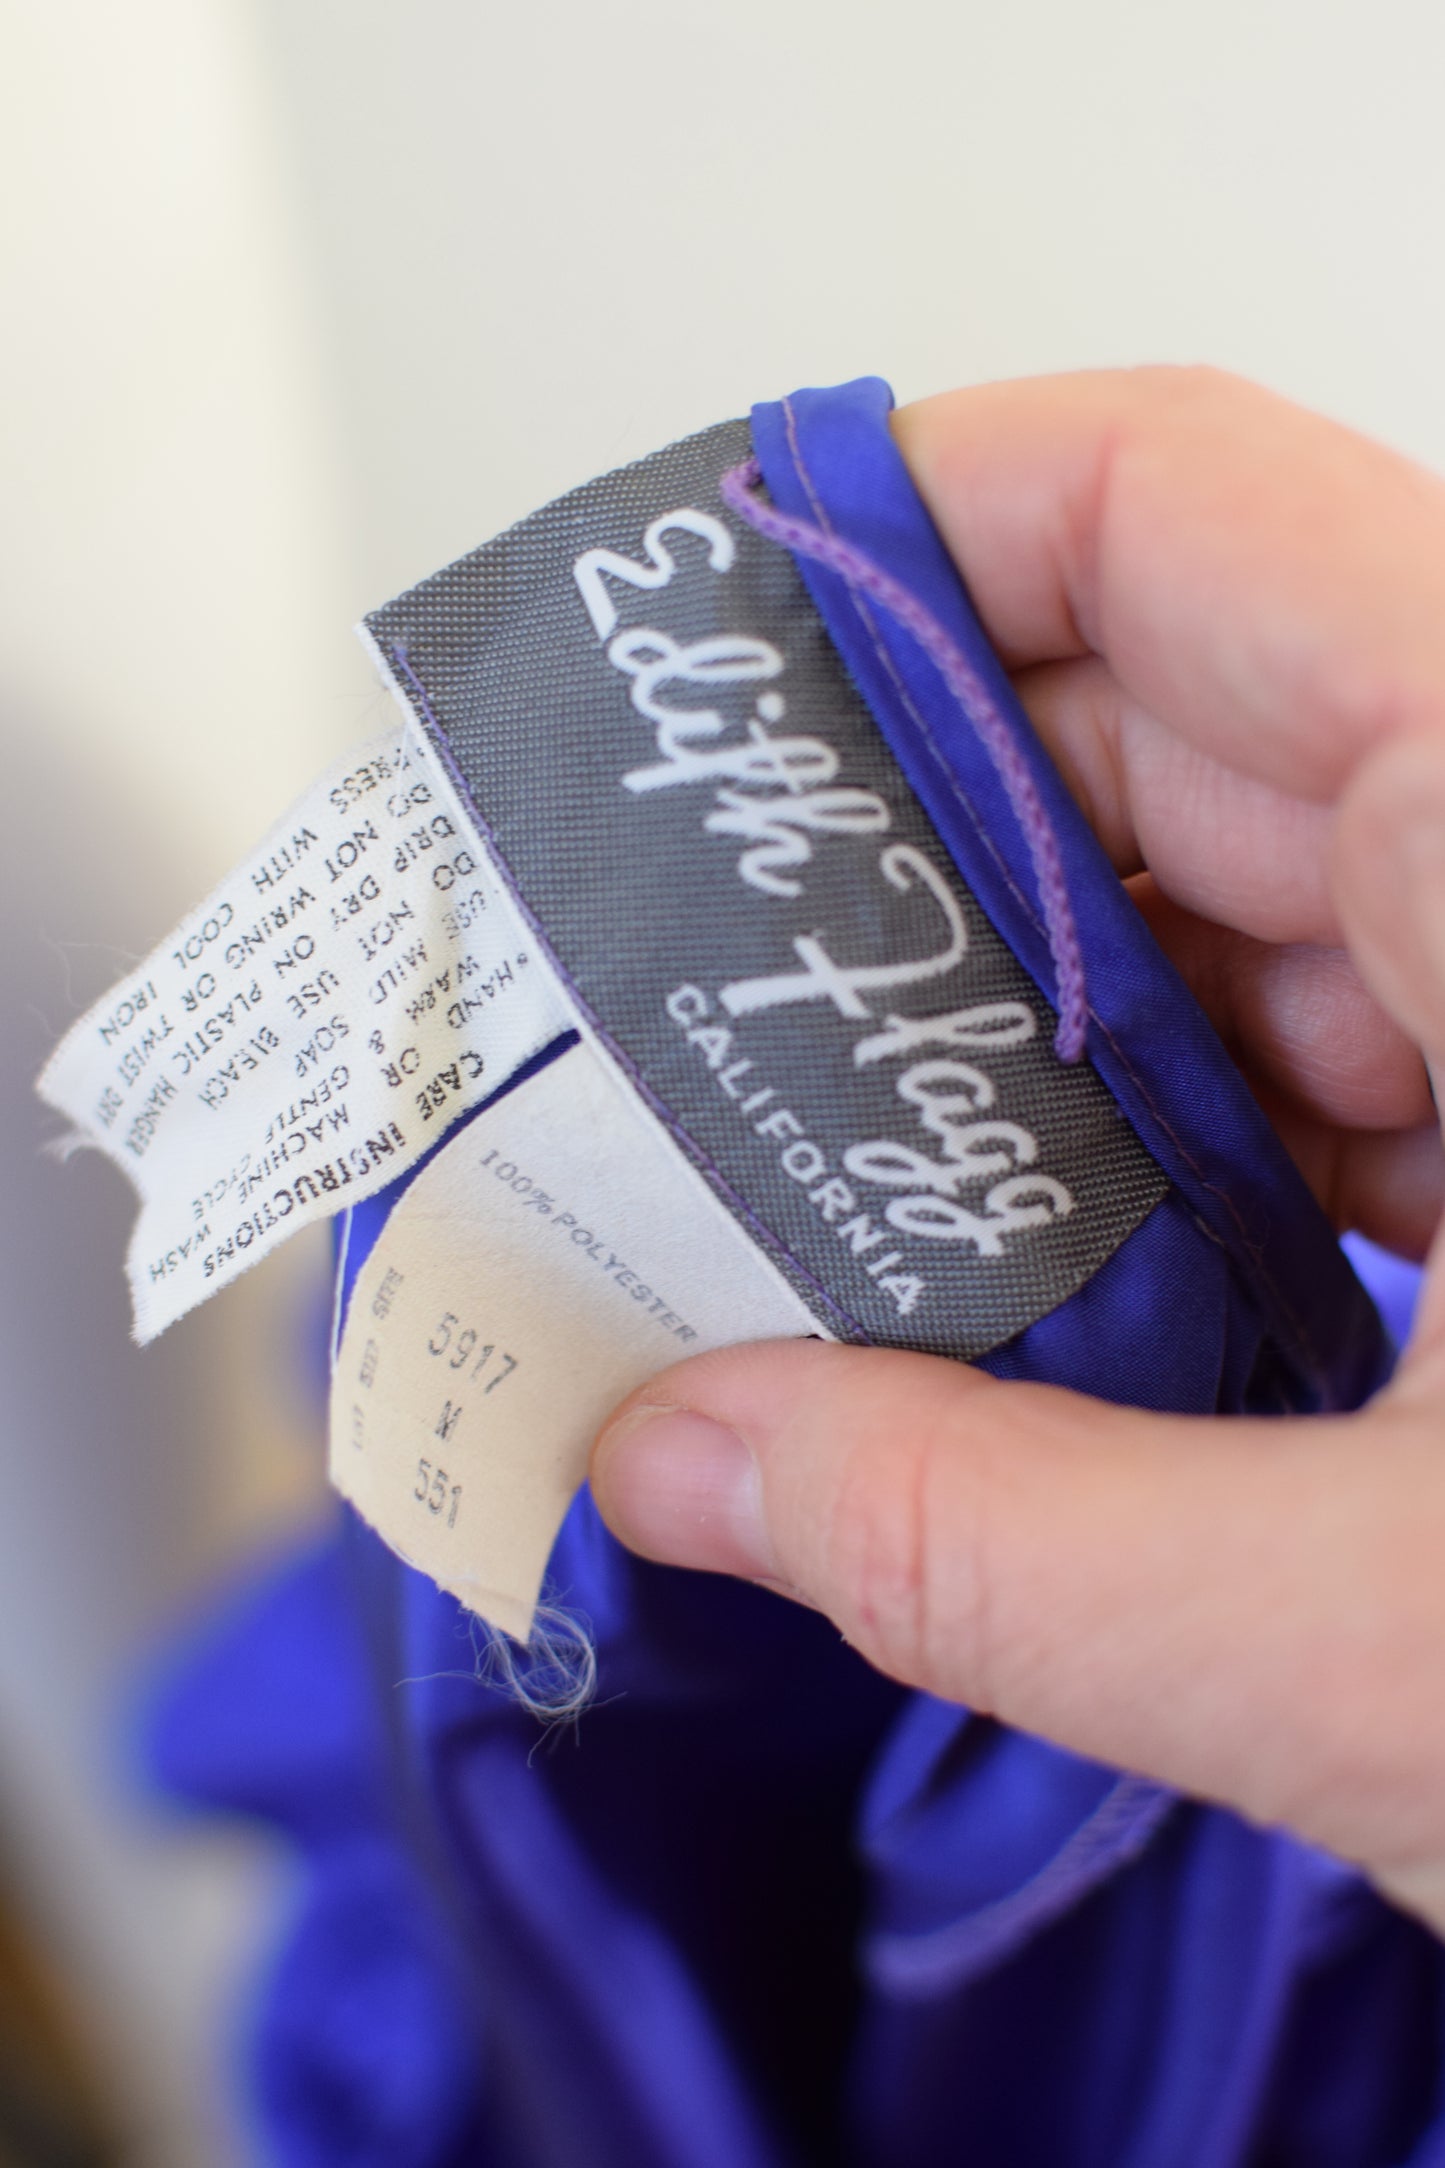 Edith Flagg
CALIFORNIA
CARE INSTRUCTIONS
*HAND OR MACHINE WASH
WARM & GENTLE CYCLE
USE MILD SOAP
DO NOT USE BLEACH
DRIP DRY ON PLASTIC HANGER
DO NOT WRING OR TWIST DRY
PRESS WITH COOL IRON
100%POLYESTER
5917
M
551